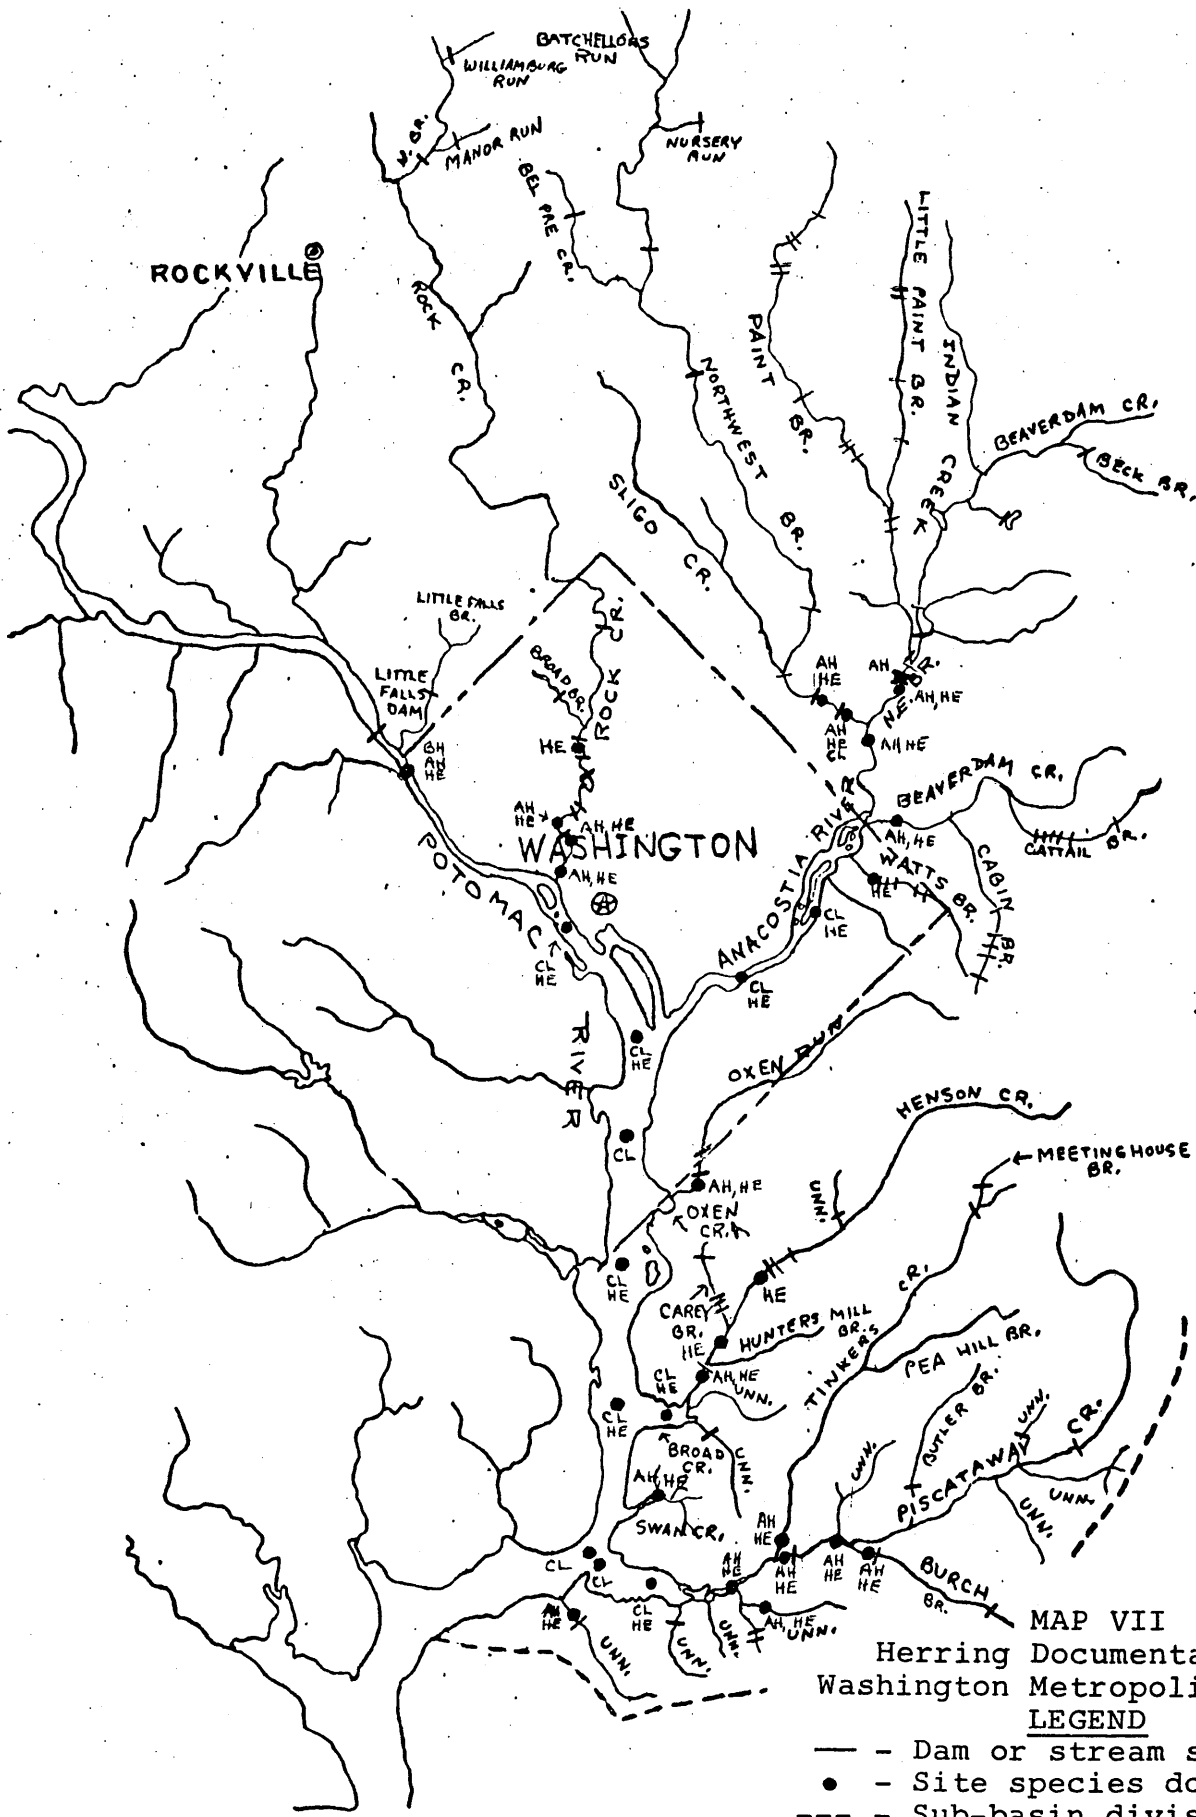 BATCHELLORS
RUN
WILLIAMBURG
RUN
N. BR.
MANOR RUN
NURSERY
RUN
BEL PRE CR.
LITTLE PAINT BR.
ROCKVILLE
ROCK CR.
PAINT BR.
INDIAN CREEK
NORTHWEST BR.
BEAVERDAM CR.
BECK BR.
SLIGO CR.
LITTLE FALLS
BR.
LITTLE
FALLS
DAM
BROAD BR.
ROCK CR.
AH
HE
AH
HE
N.E. BR.
AH, HE
AH
HE
CL
AH HE
HE
BH
AH
HE
AH
HE
AH, HE
WASHINGTON
AH, HE
POTOMAC
RIVER
BEAVERDAM CR.
AH, HE
CATTAIL BR.
CABIN BR.
WATTS BR.
HE
ANACOSTIA RIVER
CL
HE
CL
HE
CL
HE
CL
HE
OXEN RUN
HENSON CR.
CL
MEETINGHOUSE
BR.
AH, HE
OXEN
CR.
UNN.
CL
HE
HE
CAREY
BR.
HE
HUNTERS MILL
BR.
TINKERS CR.
PEA HILL BR.
CL
HE
AH, HE
UNN.
CL
HE
BUTLER BR.
UNN.
PISCATAWAY CR.
BROAD
CR.
UNN.
UNN.
AH, HE
SWAN CR.
UNN.
UNN.
AH
HE
AH
HE
AH
HE
AH
HE
AH
HE
BURCH
BR.
CL
CL
CL
HE
AH
HE
UNN.
UNN.
UNN.
AH, HE
UNN.
MAP VII
Herring Documenta
Washington Metropoli
LEGEND
— - Dam or stream s
● - Site species do
--- - Sub-basin divis